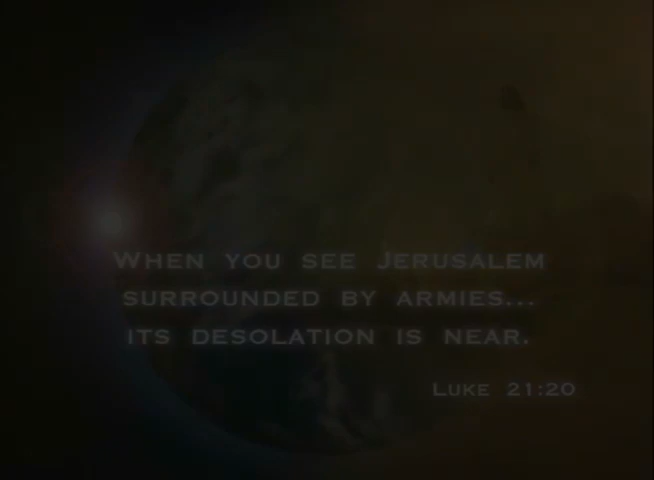 When you see Jerusalem
surrounded by armies...
its desolation is near.
Luke 21:20